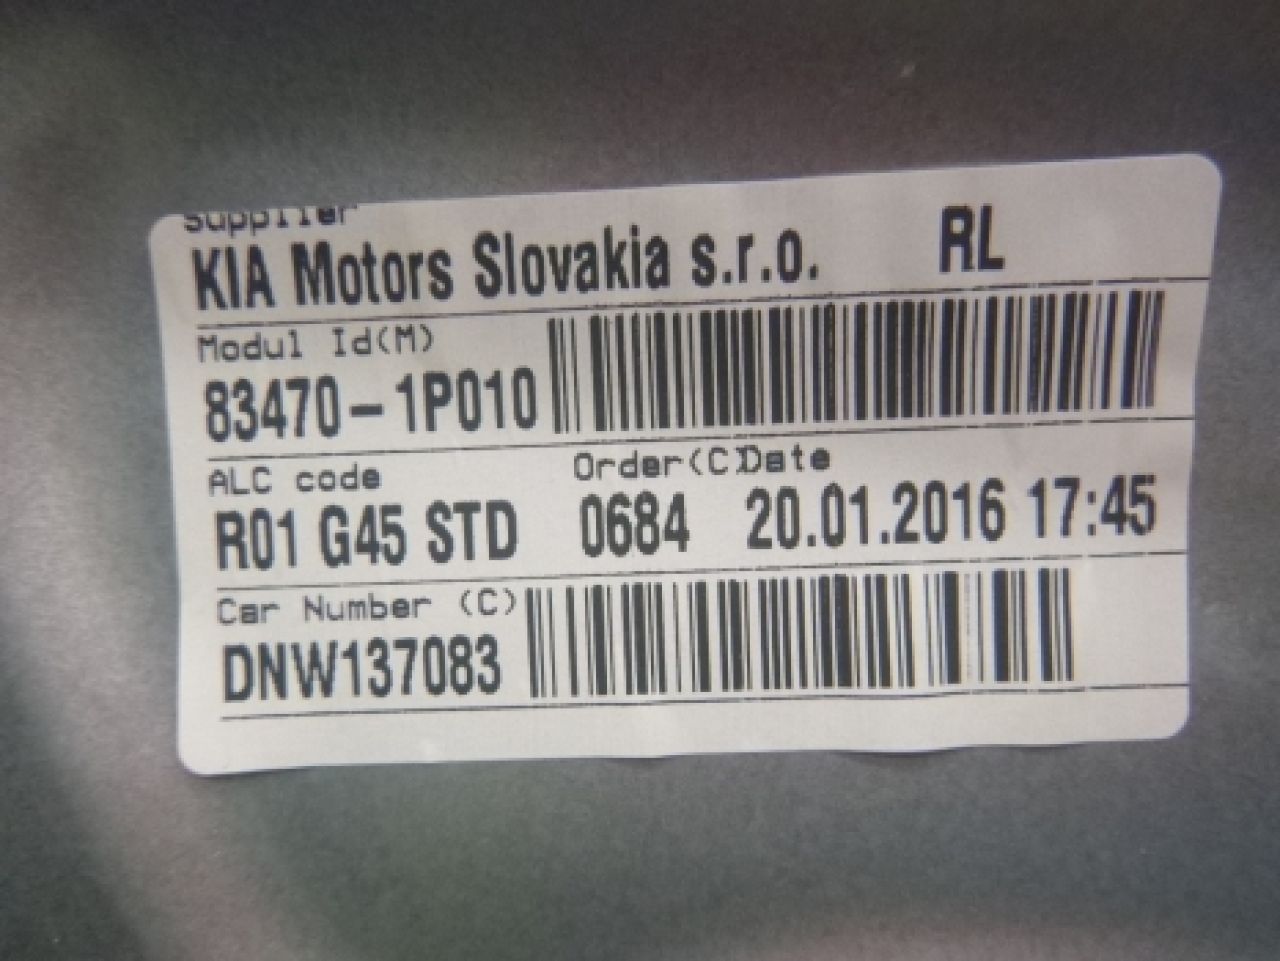 Supplier
KIA Motors Slovakia s.r.o. RL
Modul Id(M)
83470-1P010
ALC code Order(C)Date
R01 G45 STD 0684 20.01.2016 17:45
Car Number (C)
DNW137083